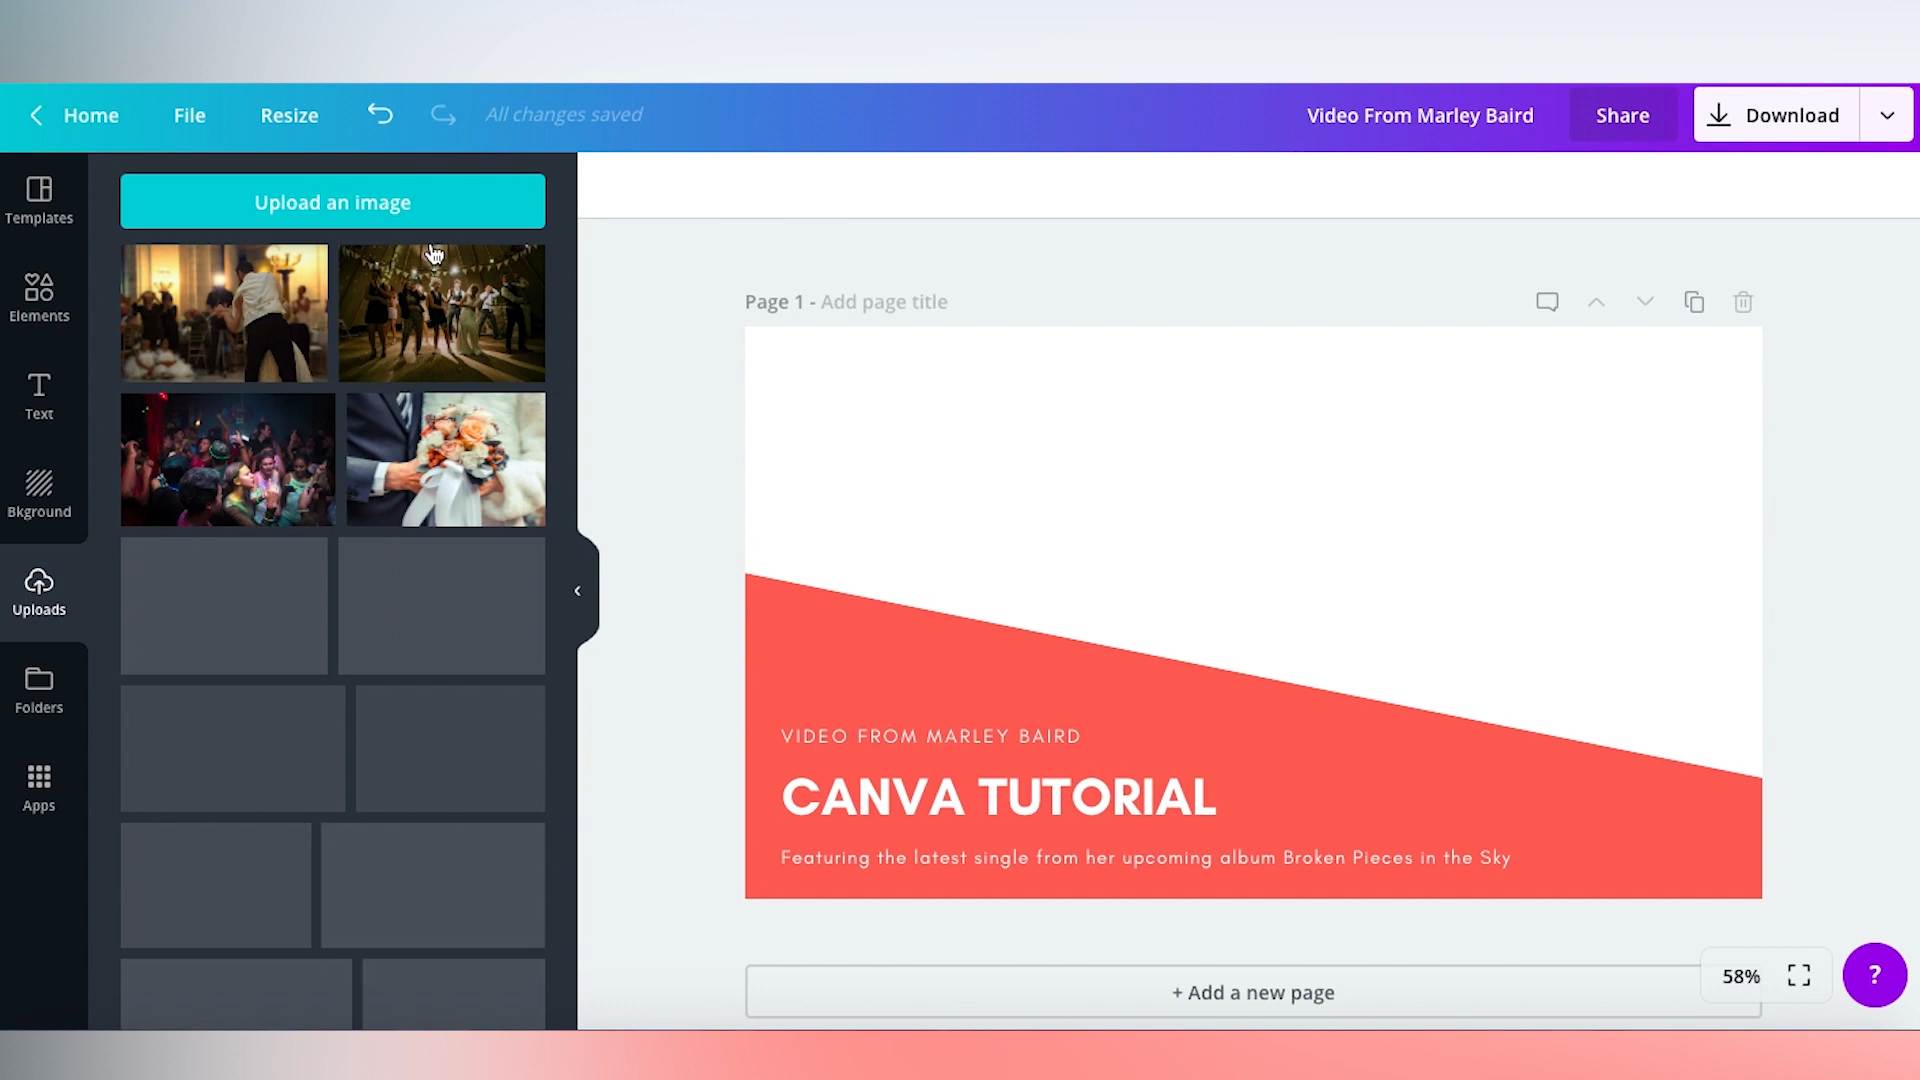 Home File Resize All changes saved Video From Marley Baird Share Download
Templates
Elements
Text
Bkground
Uploads
Folders
Apps
Upload an image
Page 1 - Add page title
VIDEO FROM MARLEY BAIRD
CANVA TUTORIAL
Featuring the latest single from her upcoming album Broken Pieces in the Sky
+ Add a new page
58%
?